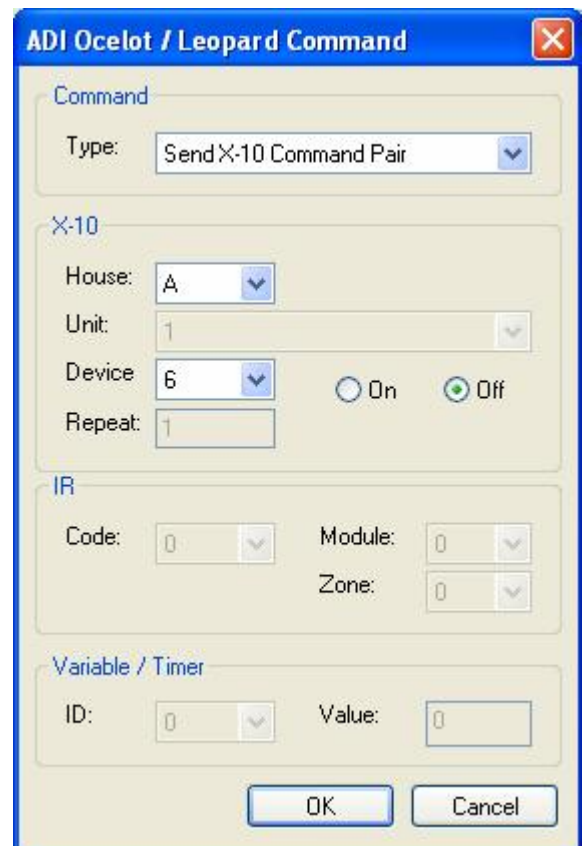 ADI Ocelot / Leopard Command
Command
Type: Send X-10 Command Pair
X-10
House: A
Unit: 1
Device 6 On Off
Repeat: 1
IR
Code: 0 Module: 0
Zone: 0
Variable / Timer
ID: 0 Value: 0
OK Cancel